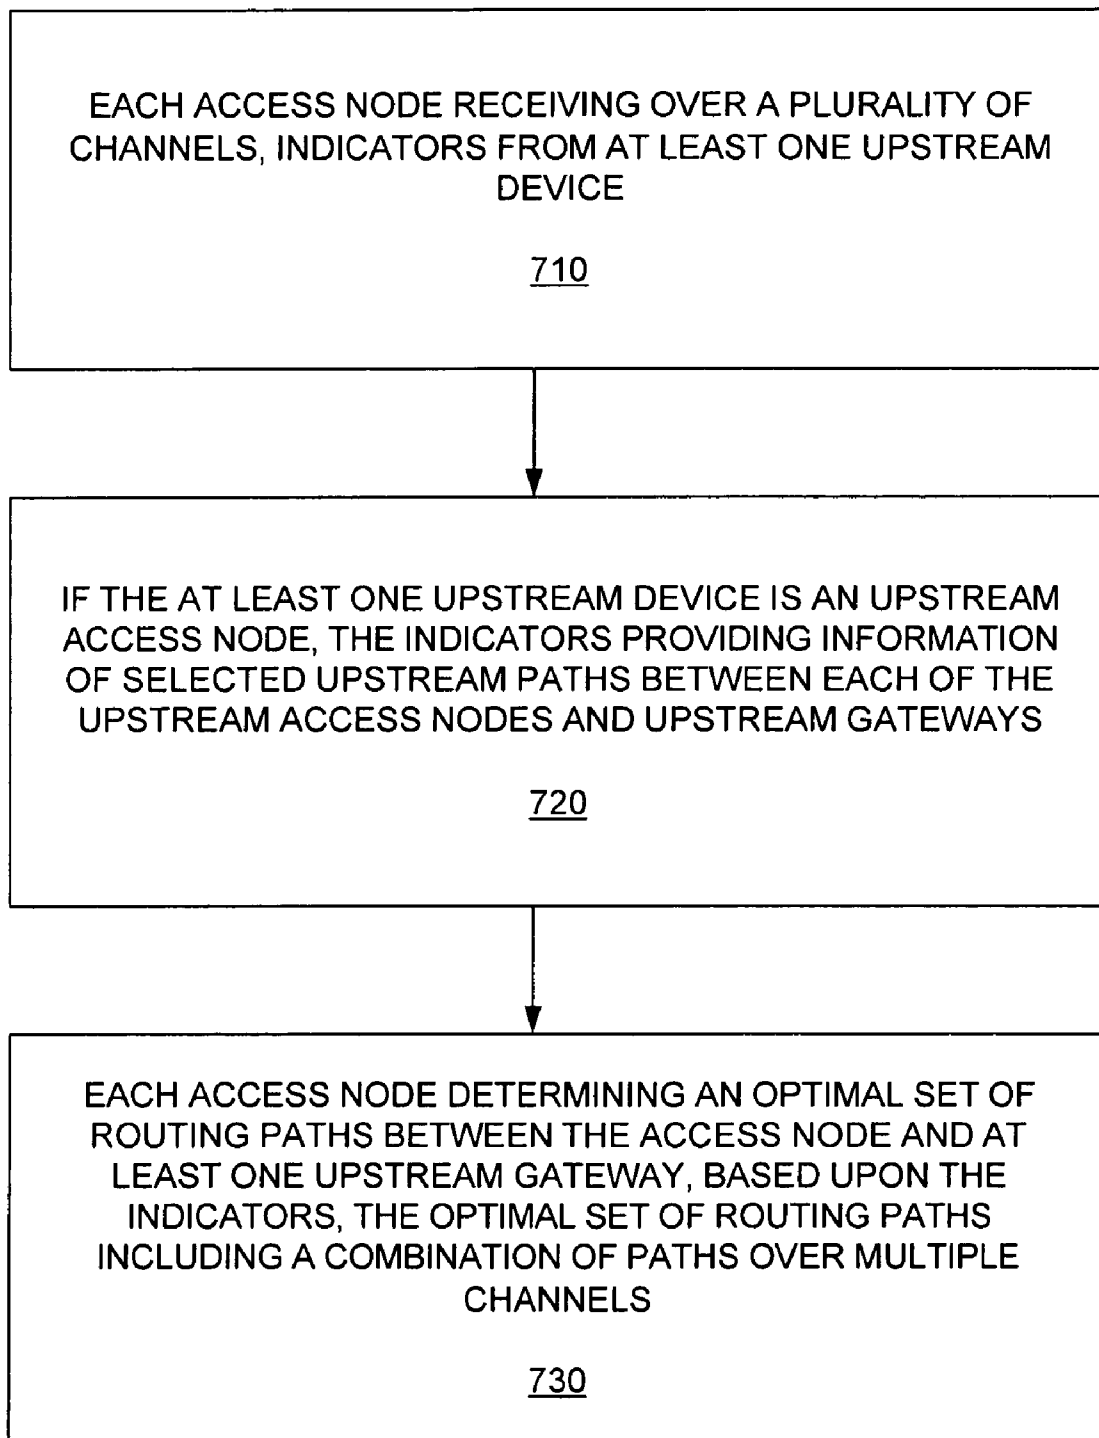 EACH ACCESS NODE RECEIVING OVER A PLURALITY OF
CHANNELS, INDICATORS FROM AT LEAST ONE UPSTREAM
DEVICE
710
IF THE AT LEAST ONE UPSTREAM DEVICE IS AN UPSTREAM
ACCESS NODE, THE INDICATORS PROVIDING INFORMATION
OF SELECTED UPSTREAM PATHS BETWEEN EACH OF THE
UPSTREAM ACCESS NODES AND UPSTREAM GATEWAYS
720
EACH ACCESS NODE DETERMINING AN OPTIMAL SET OF
ROUTING PATHS BETWEEN THE ACCESS NODE AND AT
LEAST ONE UPSTREAM GATEWAY, BASED UPON THE
INDICATORS, THE OPTIMAL SET OF ROUTING PATHS
INCLUDING A COMBINATION OF PATHS OVER MULTIPLE
CHANNELS
730